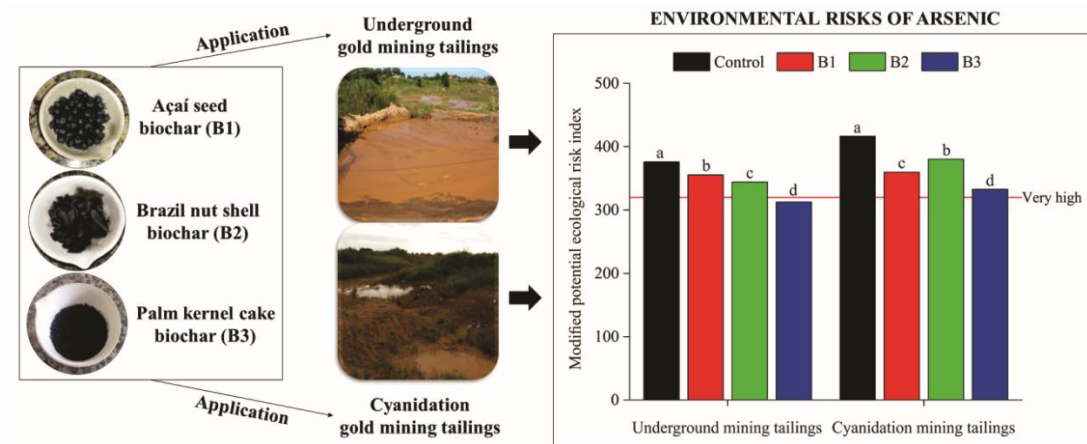 Application
Underground
gold mining tailings
Açaí seed
biochar (B1)
Brazil nut shell
biochar (B2)
Palm kernel cake
biochar (B3)
Application
Cyanidation
gold mining tailings
ENVIRONMENTAL RISKS OF ARSENIC
Control B1 B2 B3
Modified potential ecological risk index
500
400
300
200
100
0
a b c d
a c b d
Very high
Underground mining tailings Cyanidation mining tailings